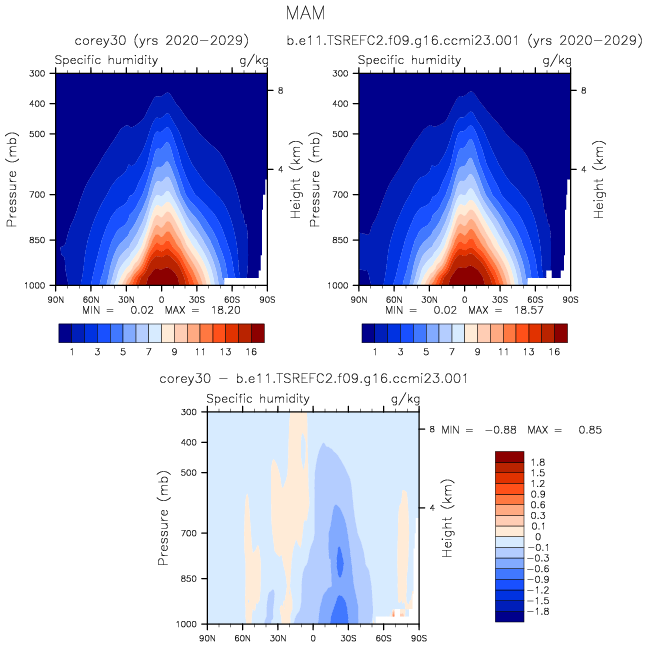 MAM
corey30 (yrs 2020-2029)
b.e11.TSREFC2.f09.g16.ccmi23.001 (yrs 2020-2029)
Specific humidity g/kg
Specific humidity g/kg
300
400
500
700
850
1000
Pressure (mb)
8
4
Height (km)
90N 60N 30N 0 30S 60S 90S
MIN = 0.02 MAX = 18.20
1 3 5 7 9 11 13 16
300
400
500
700
850
1000
Pressure (mb)
8
4
Height (km)
90N 60N 30N 0 30S 60S 90S
MIN = 0.02 MAX = 18.57
1 3 5 7 9 11 13 16
corey30 - b.e11.TSREFC2.f09.g16.ccmi23.001
Specific humidity g/kg
300
400
500
700
850
1000
Pressure (mb)
8
4
Height (km)
90N 60N 30N 0 30S 60S 90S
MIN = -0.88 MAX = 0.85
1.8
1.5
1.2
0.9
0.6
0.3
0.1
0
-0.1
-0.3
-0.6
-0.9
-1.2
-1.5
-1.8